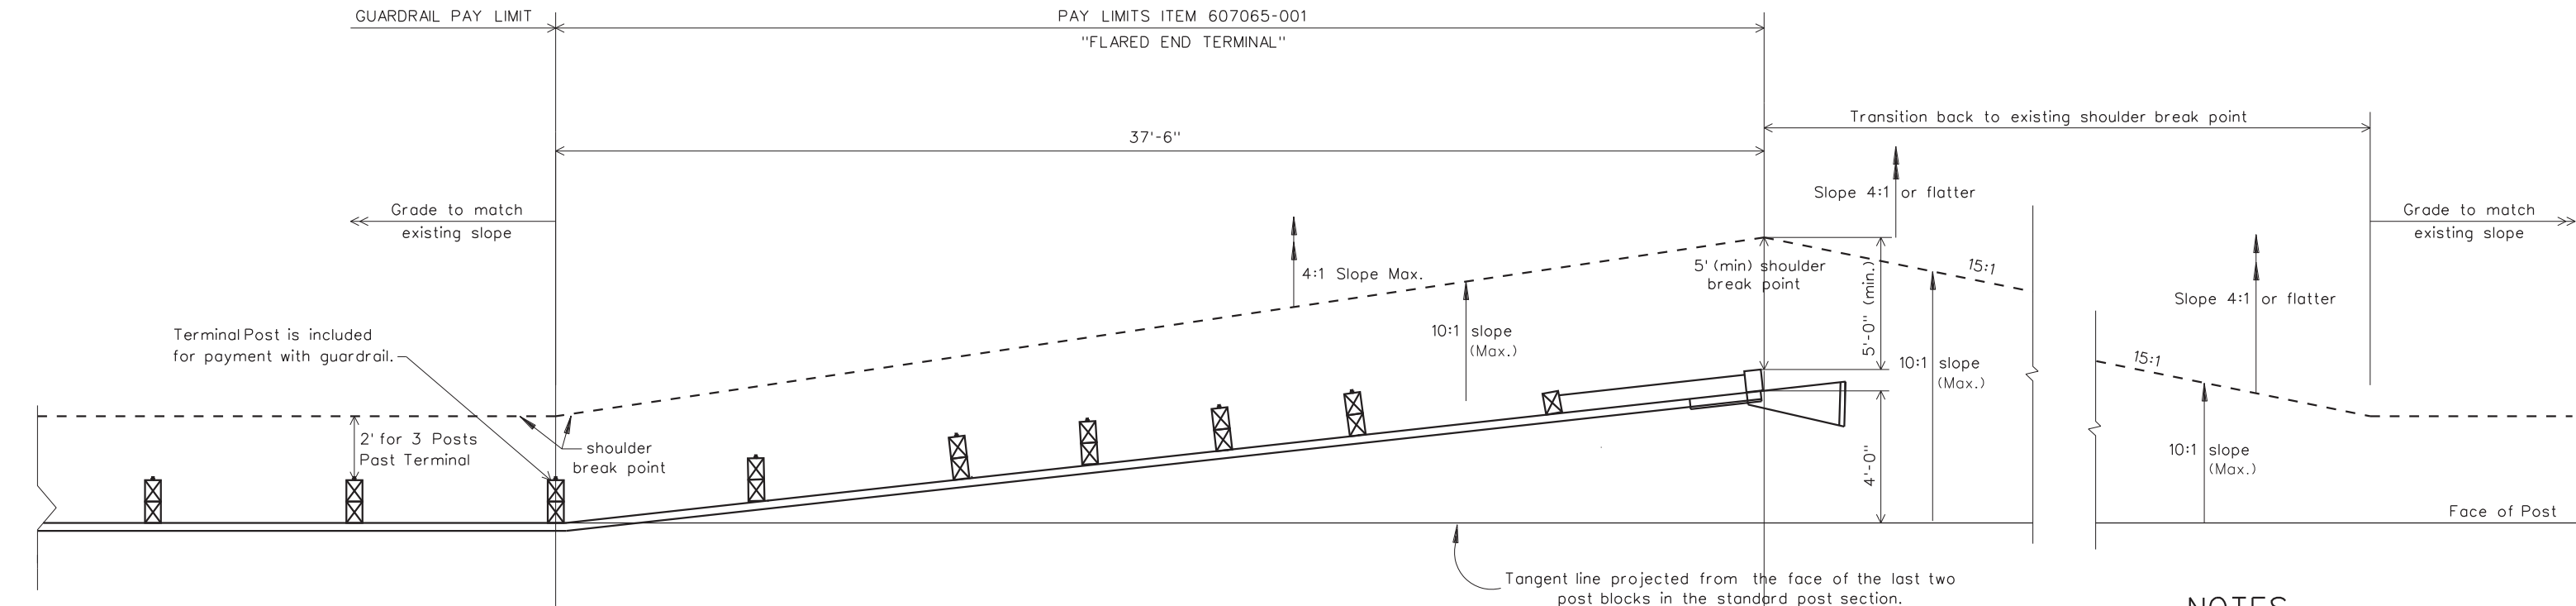 GUARDRAIL PAY LIMIT
PAY LIMITS ITEM 607065-001
"FLARED END TERMINAL"
Transition back to existing shoulder break point
37'-6"
Slope 4:1 or flatter
Grade to match
existing slope
Grade to match
existing slope
4:1 Slope Max.
5' (min) shoulder
break point
5'-0" (min.)
15:1
Slope 4:1 or flatter
Terminal Post is included
for payment with guardrail.
10:1 slope
(Max.)
10:1 slope
(Max.)
15:1
2' for 3 Posts
Past Terminal
shoulder
break point
4'-0"
10:1 slope
(Max.)
Face of Post
Tangent line projected from the face of the last two
post blocks in the standard post section.
NOTES